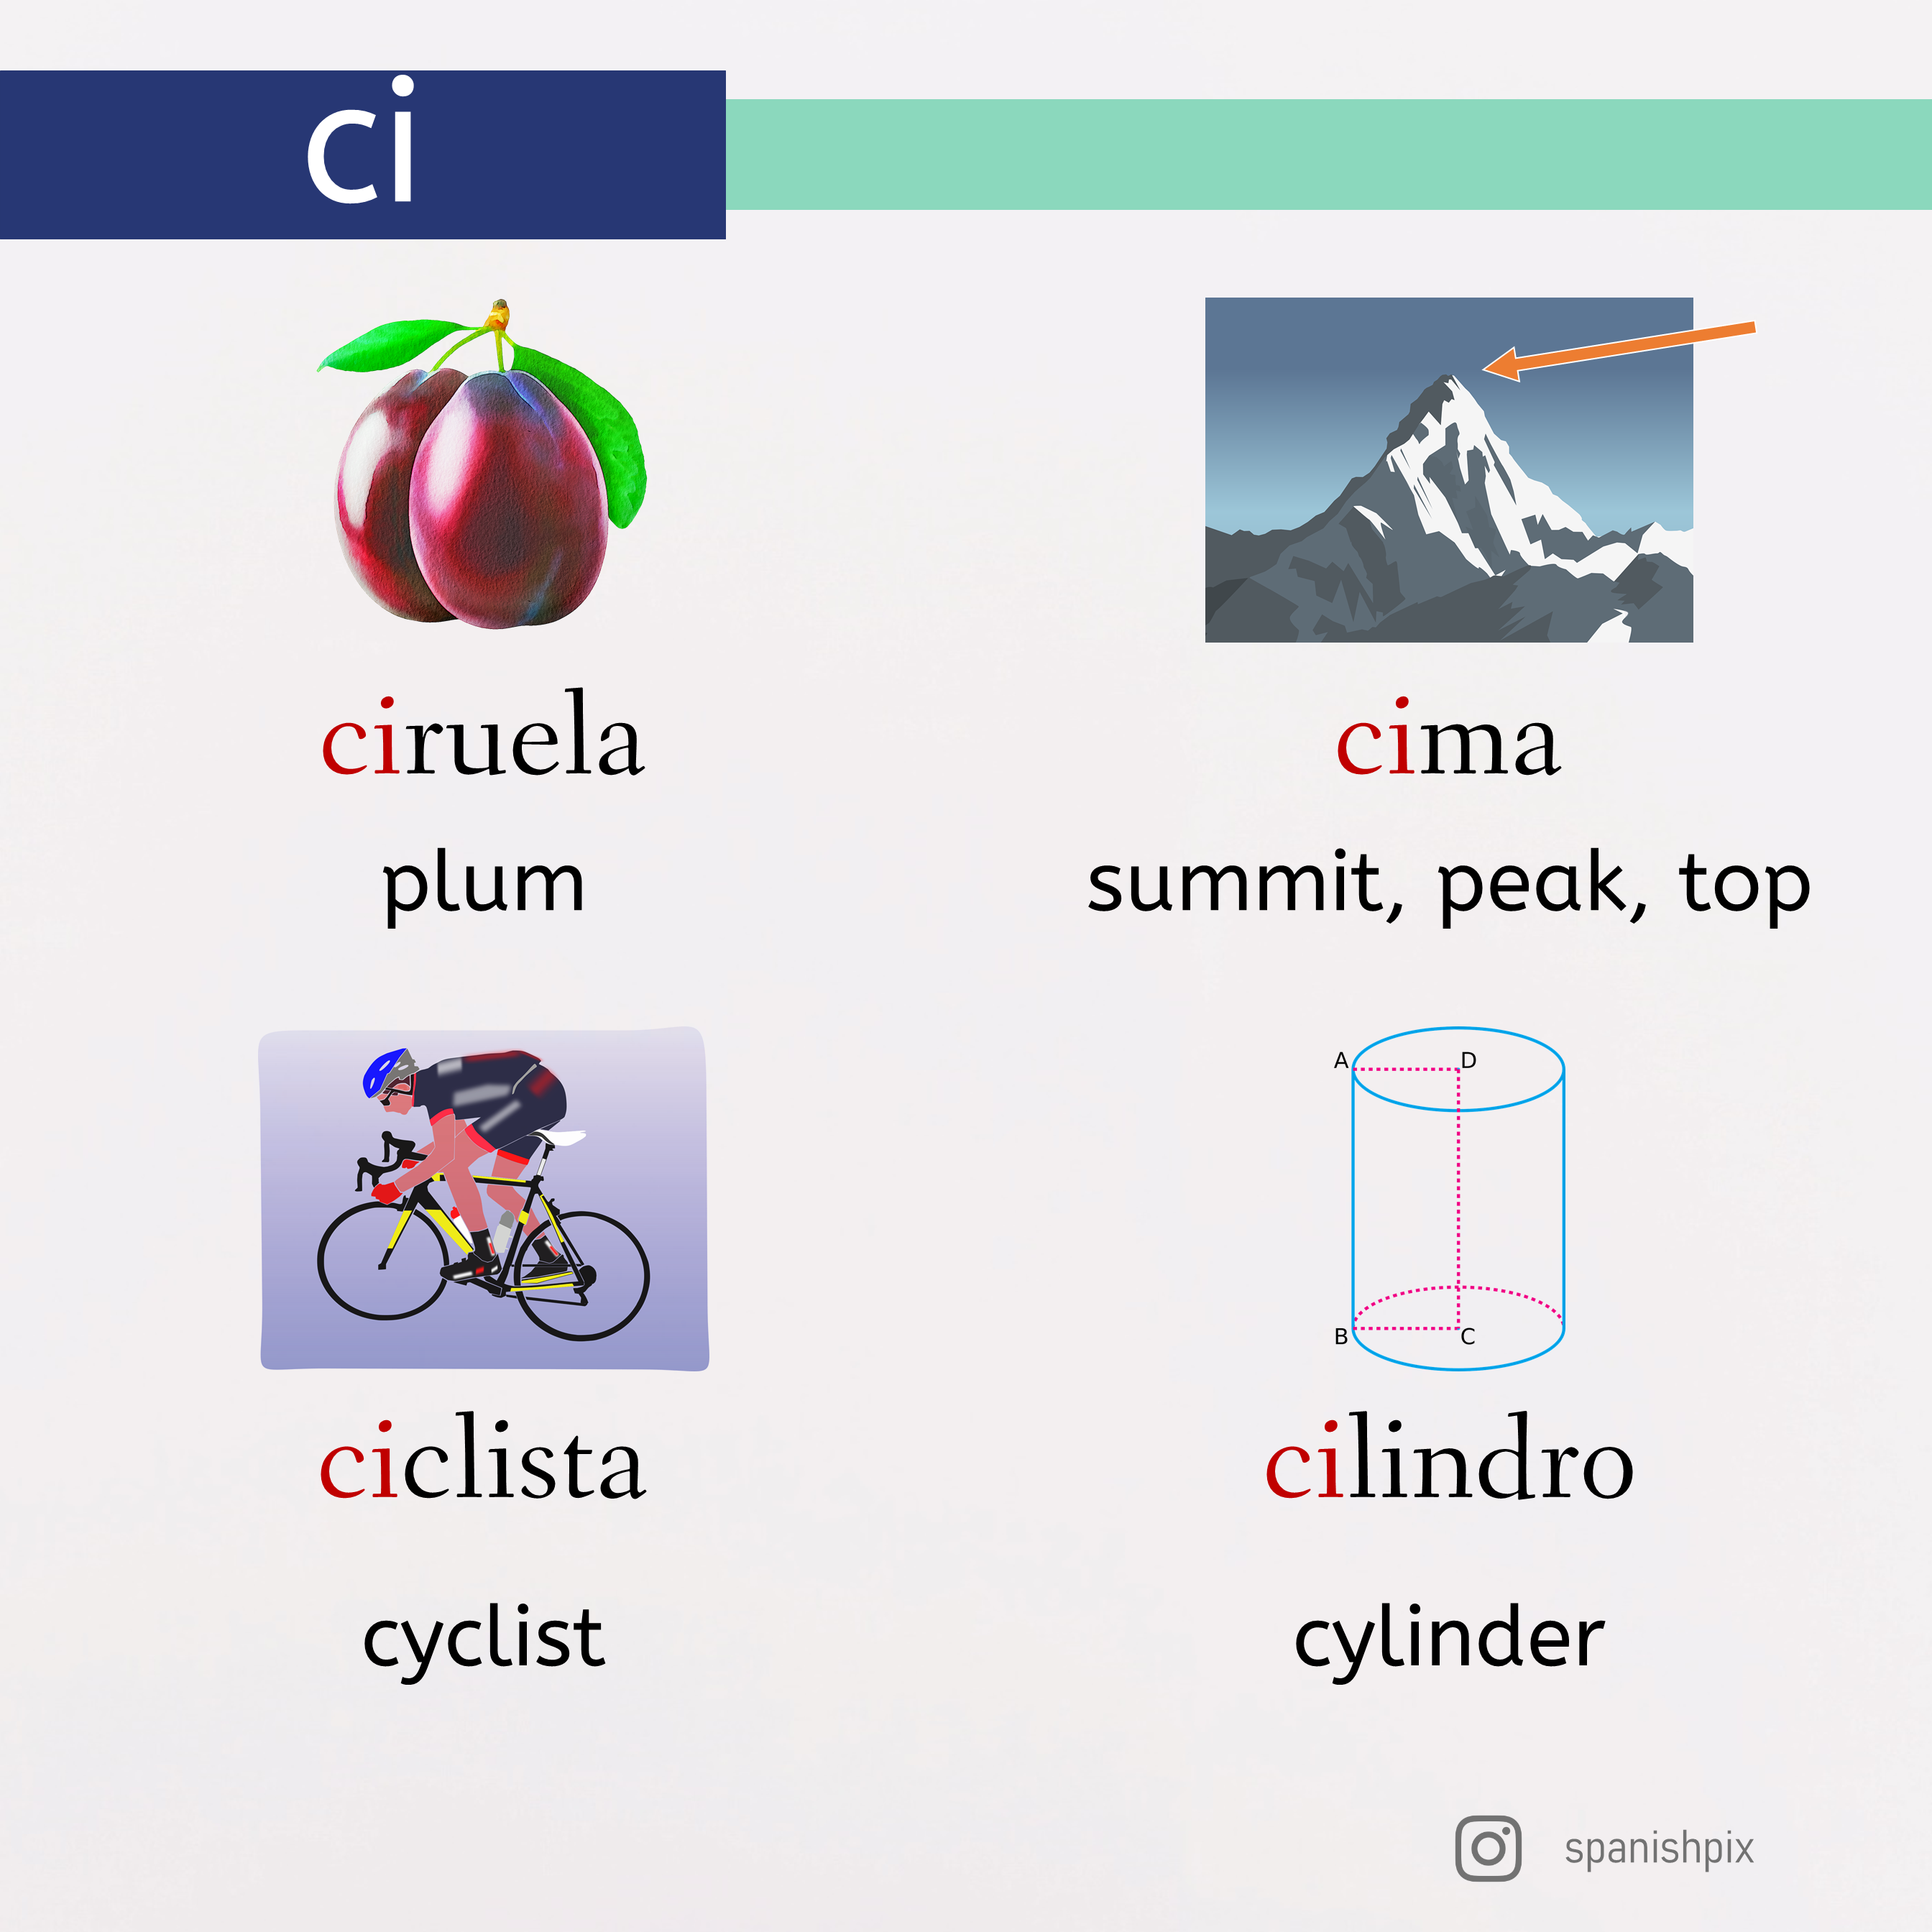 ci
ciruela
plum
cima
summit, peak, top
ciclista
cyclist
A D
B C
cilindro
cylinder
spanishpix